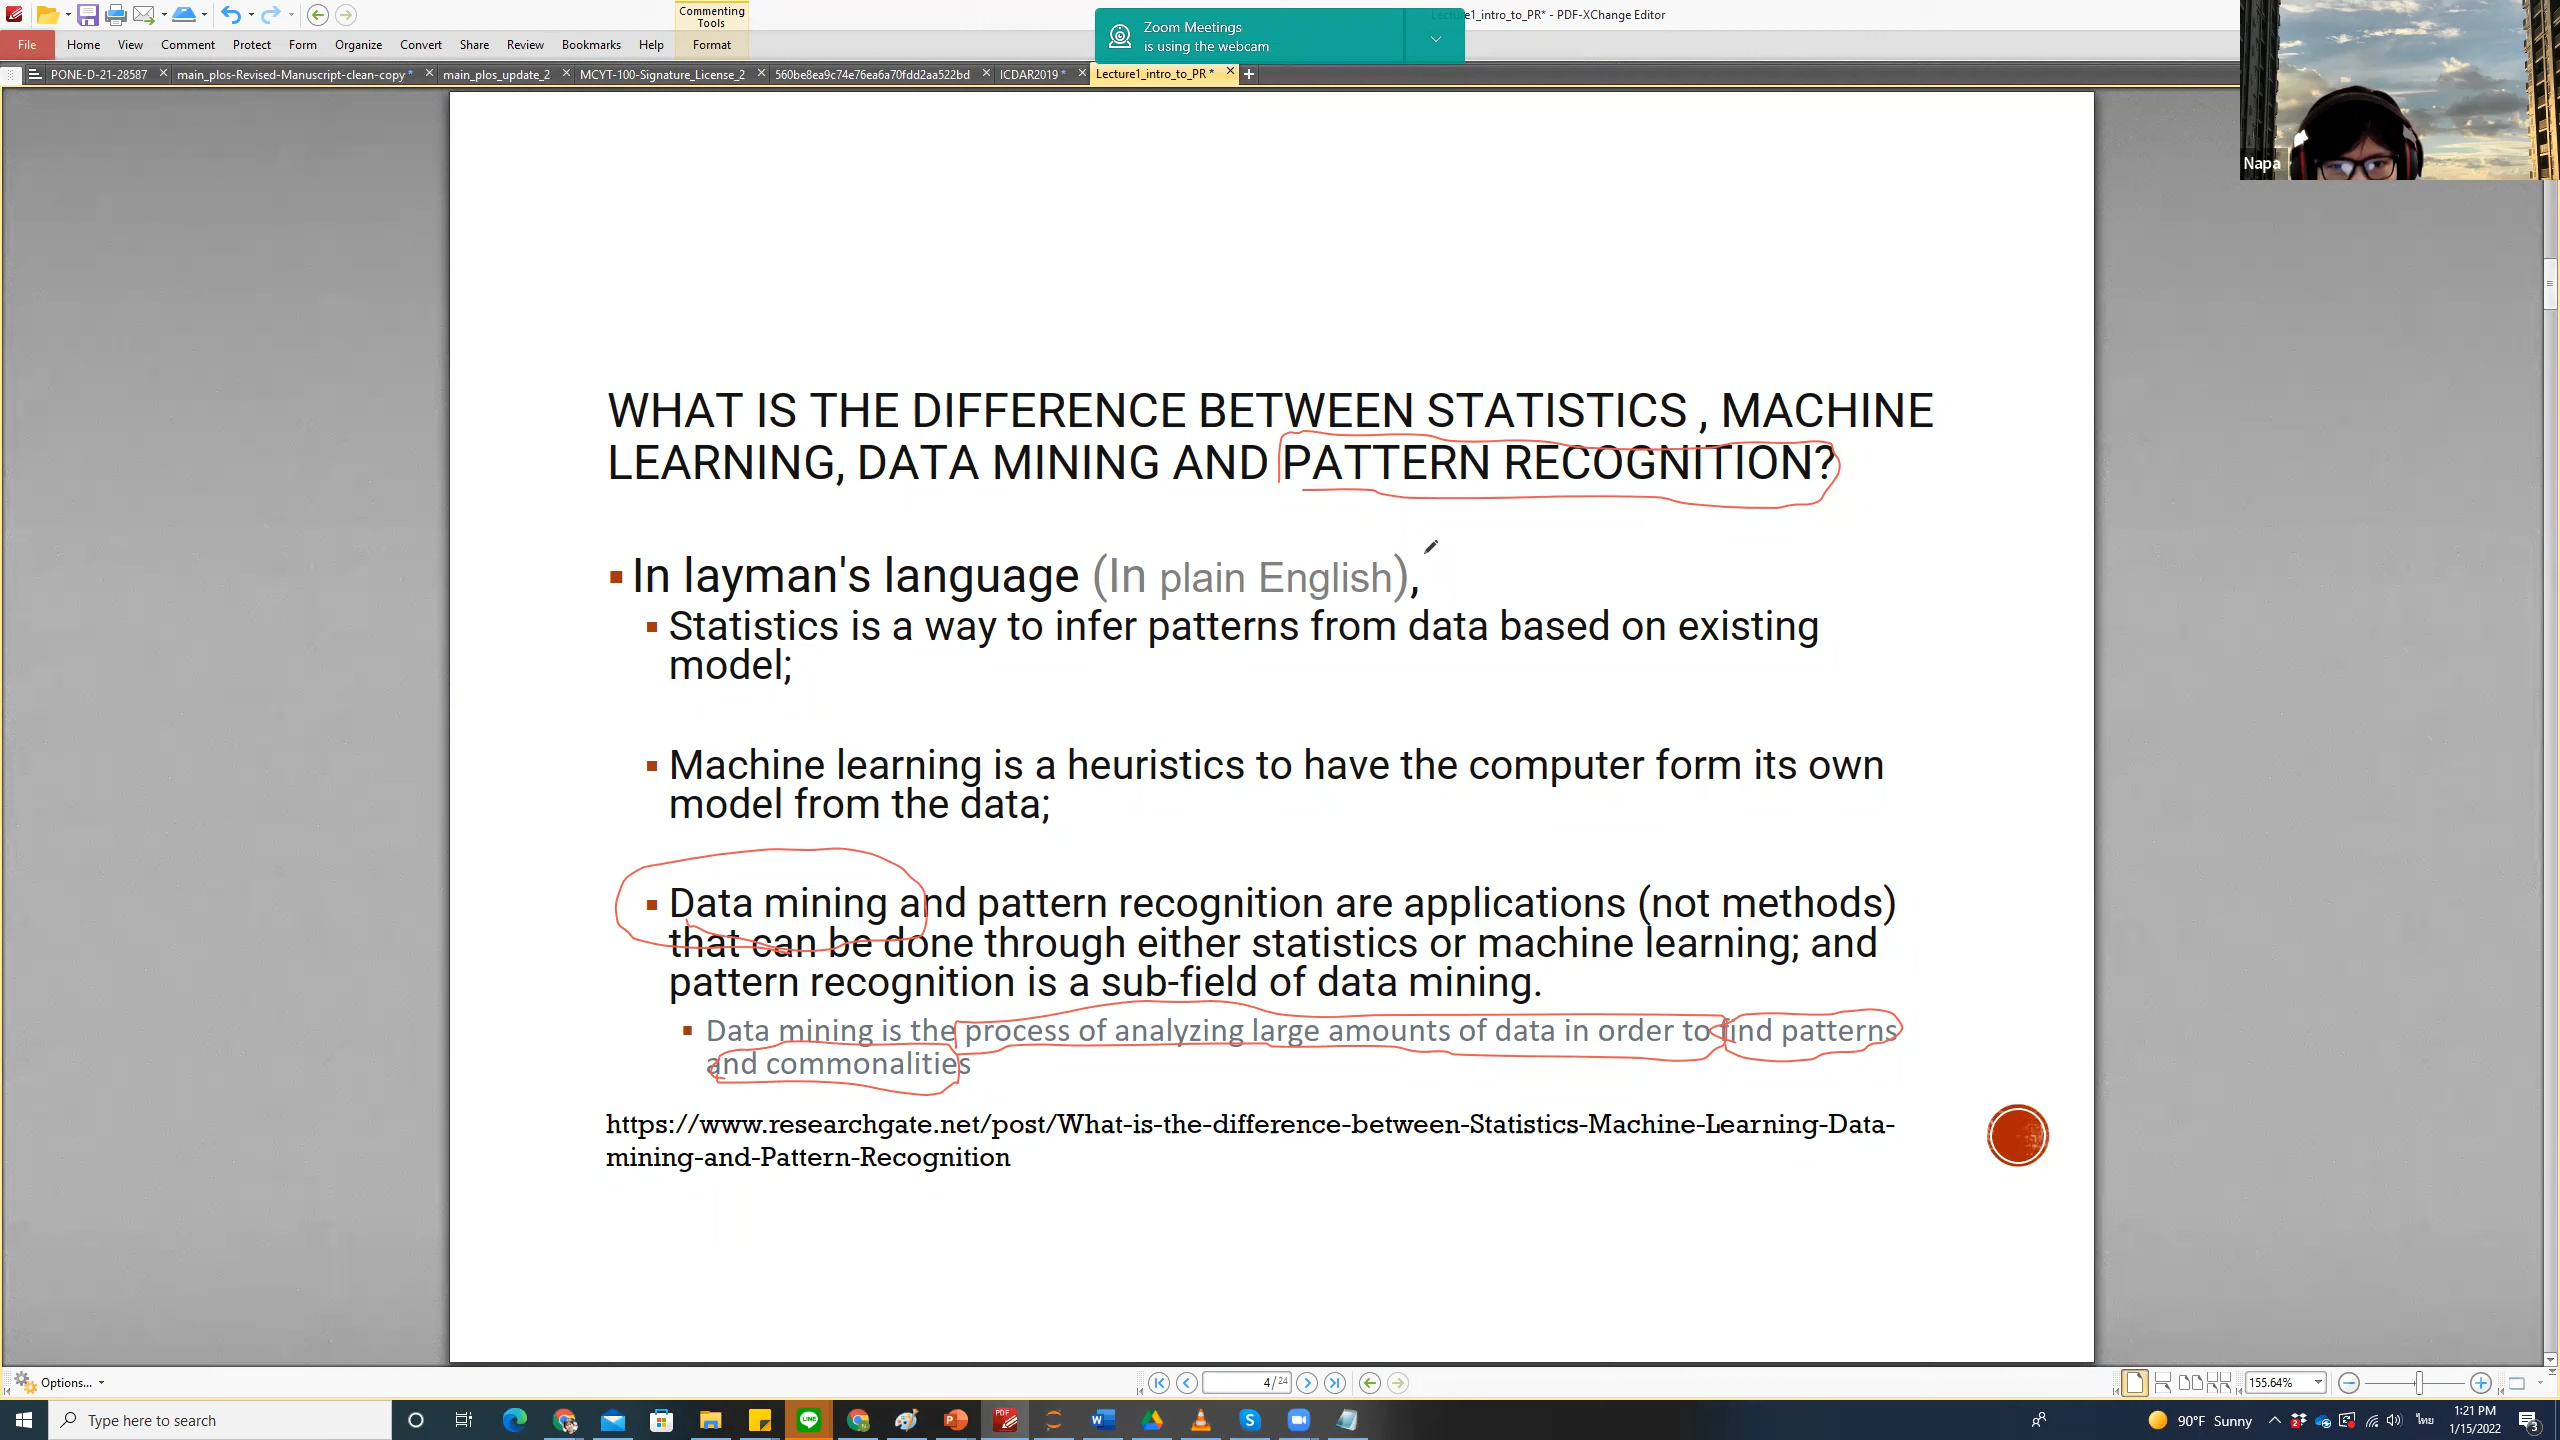 Commenting
Tools
Zoom Meetings
is using the webcam
e1_intro_to_PR* - PDF-XChange Editor
File Home View Comment Protect Form Organize Convert Share Review Bookmarks Help Format
PONE-D-21-28587 main_plos-Revised-Manuscript-clean-copy * main_plos_update_2 MCYT-100-Signature_License_2 560be8ea9c74e76ea6a70fdd2aa522bd ICDAR2019 * Lecture1_intro_to_PR *
Napa
WHAT IS THE DIFFERENCE BETWEEN STATISTICS , MACHINE
LEARNING, DATA MINING AND PATTERN RECOGNITION?
In layman's language (In plain English),
Statistics is a way to infer patterns from data based on existing
model;
Machine learning is a heuristics to have the computer form its own
model from the data;
Data mining and pattern recognition are applications (not methods)
that can be done through either statistics or machine learning; and
pattern recognition is a sub-field of data mining.
Data mining is the process of analyzing large amounts of data in order to find patterns
and commonalities
https://www.researchgate.net/post/What-is-the-difference-between-Statistics-Machine-Learning-Data-
mining-and-Pattern-Recognition
Options...
4/24
155.64%
Type here to search
90°F Sunny
ไทย
1:21 PM
1/15/2022
3